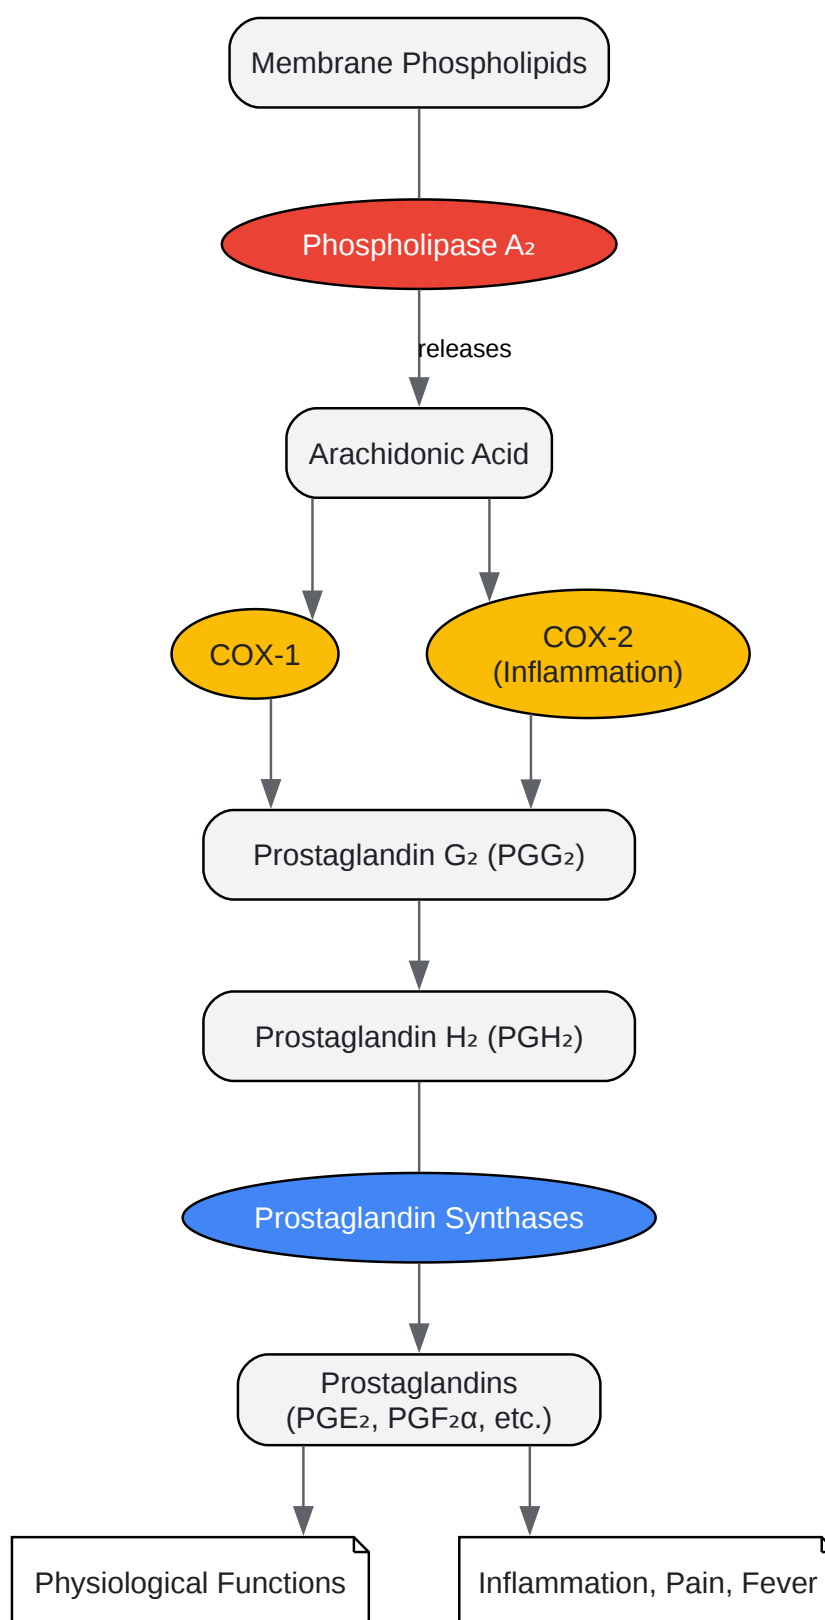 Membrane Phospholipids
Phospholipase A₂
releases
Arachidonic Acid
COX-1
COX-2
(Inflammation)
Prostaglandin G₂ (PGG₂)
Prostaglandin H₂ (PGH₂)
Prostaglandin Synthases
Prostaglandins
(PGE₂, PGF₂α, etc.)
Physiological Functions
Inflammation, Pain, Fever